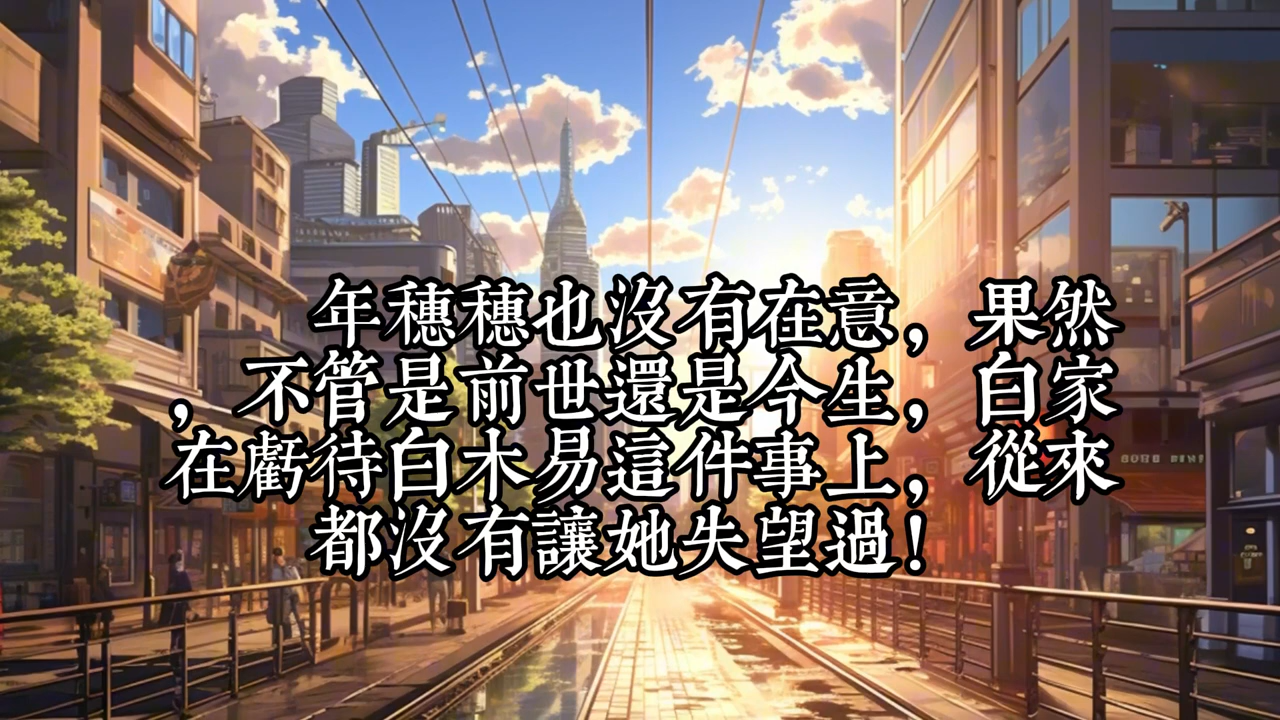 年穗穗也沒有在意，果然
，不管是前世還是今生，白家
在虧待白木易這件事上，從來
都沒有讓她失望過！